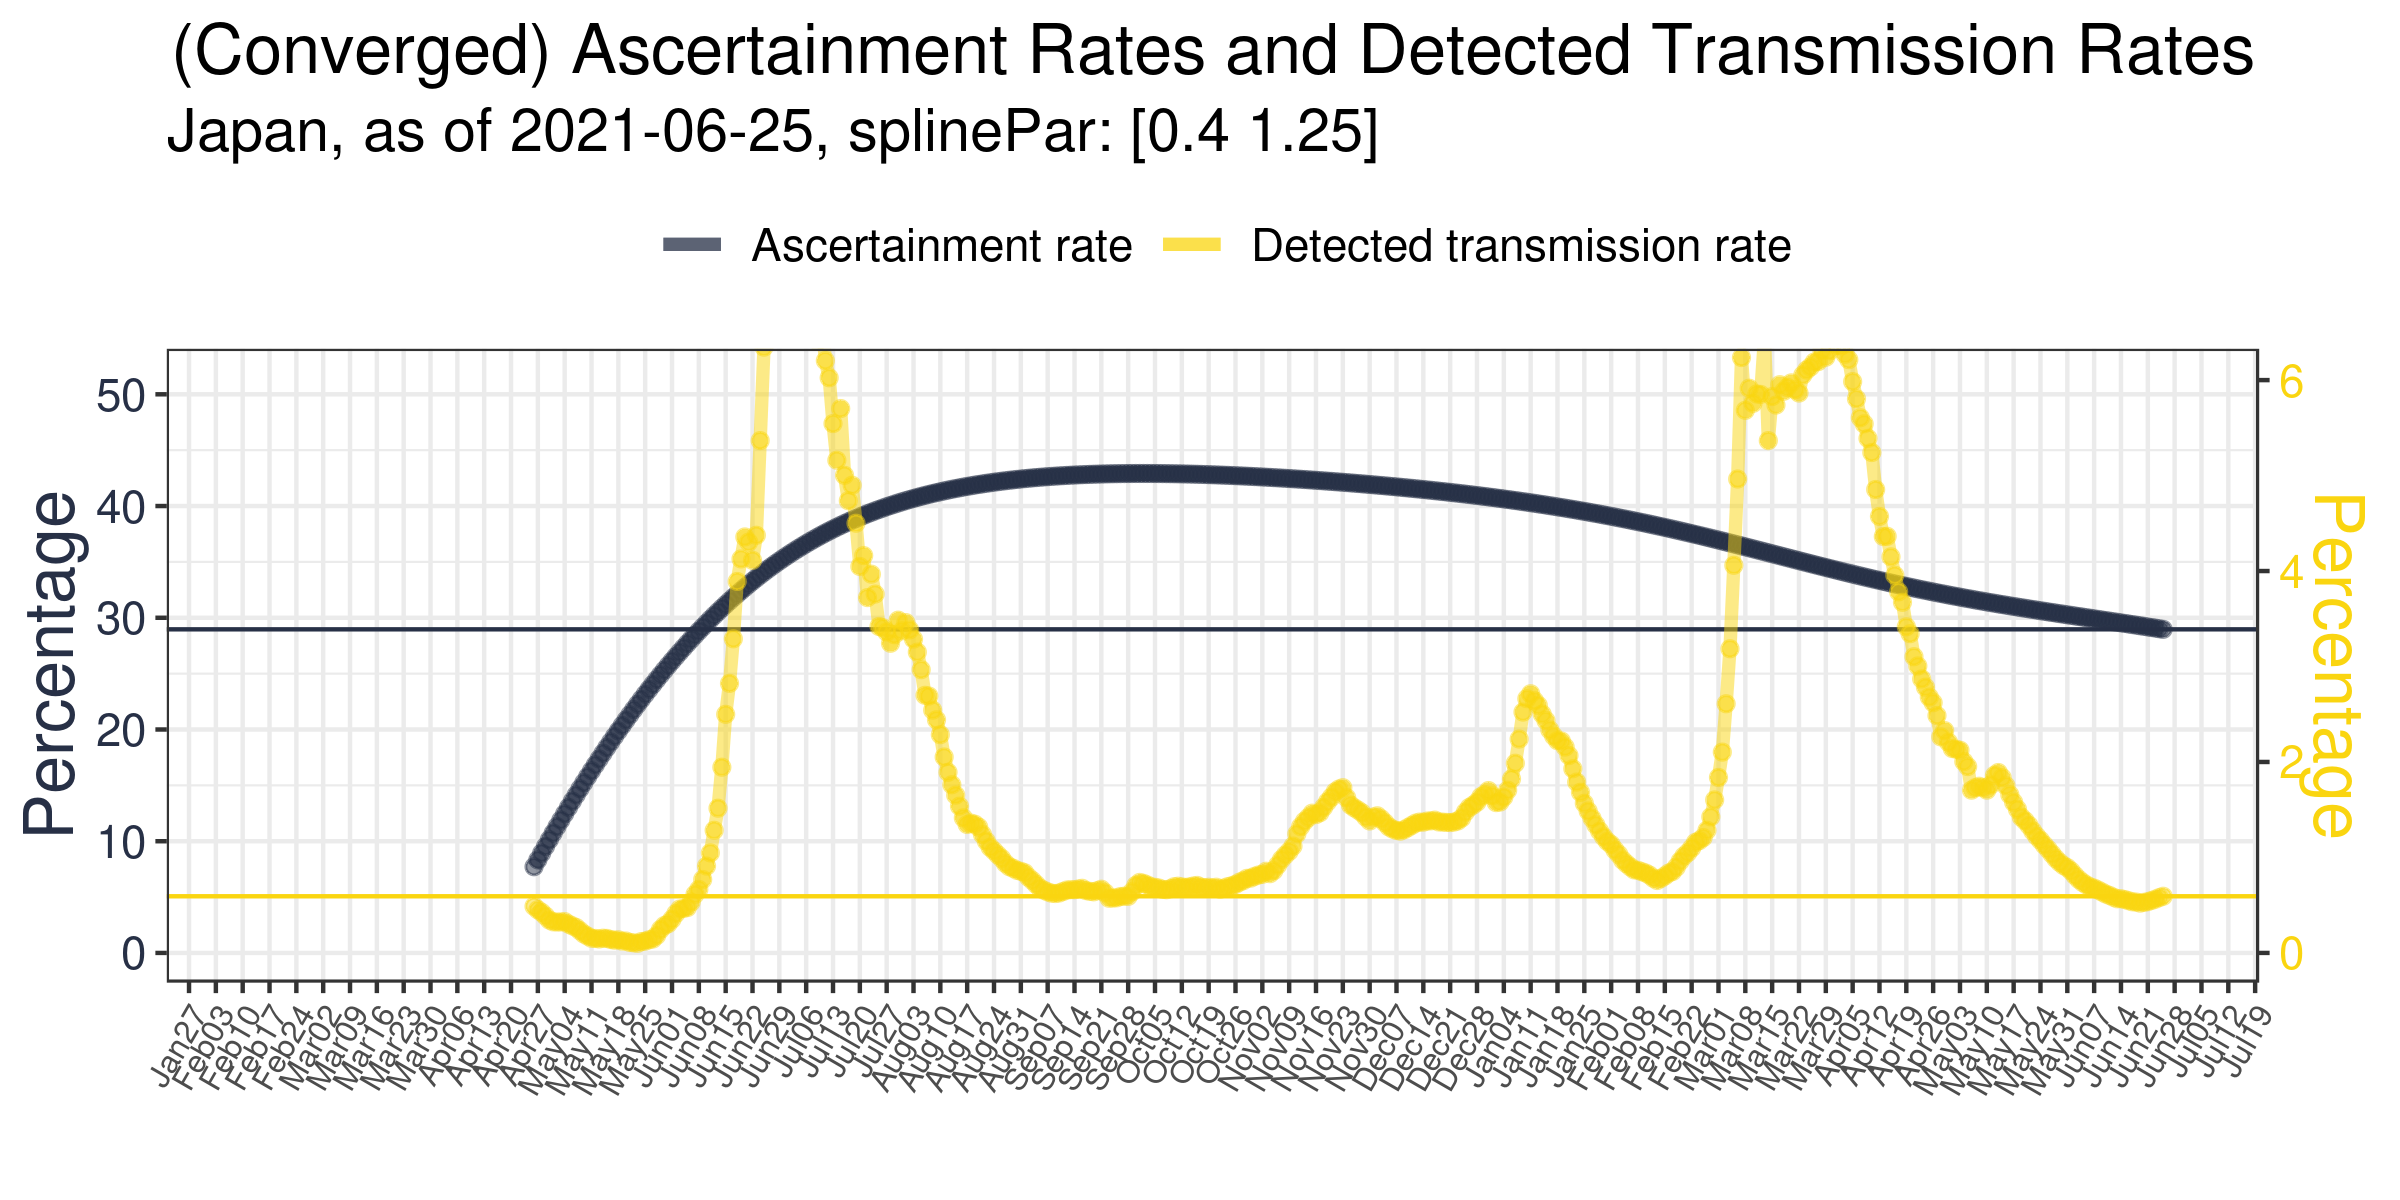 (Converged) Ascertainment Rates and Detected Transmission Rates
Japan, as of 2021-06-25, splinePar: [0.4 1.25]
Ascertainment rate Detected transmission rate
Percentage
50
40
30
20
10
0
6
4
2
0
Percentage
Jan27
Feb03
Feb10
Feb17
Feb24
Mar02
Mar09
Mar16
Mar23
Mar30
Apr06
Apr13
Apr20
Apr27
May04
May11
May18
May25
Jun01
Jun08
Jun15
Jun22
Jun29
Jul06
Jul13
Jul20
Jul27
Aug03
Aug10
Aug17
Aug24
Aug31
Sep07
Sep14
Sep21
Sep28
Oct05
Oct12
Oct19
Oct26
Nov02
Nov09
Nov16
Nov23
Nov30
Dec07
Dec14
Dec21
Dec28
Jan04
Jan11
Jan18
Jan25
Feb01
Feb08
Feb15
Feb22
Mar01
Mar08
Mar15
Mar22
Mar29
Apr05
Apr12
Apr19
Apr26
May03
May10
May17
May24
May31
Jun07
Jun14
Jun21
Jun28
Jul05
Jul12
Jul19